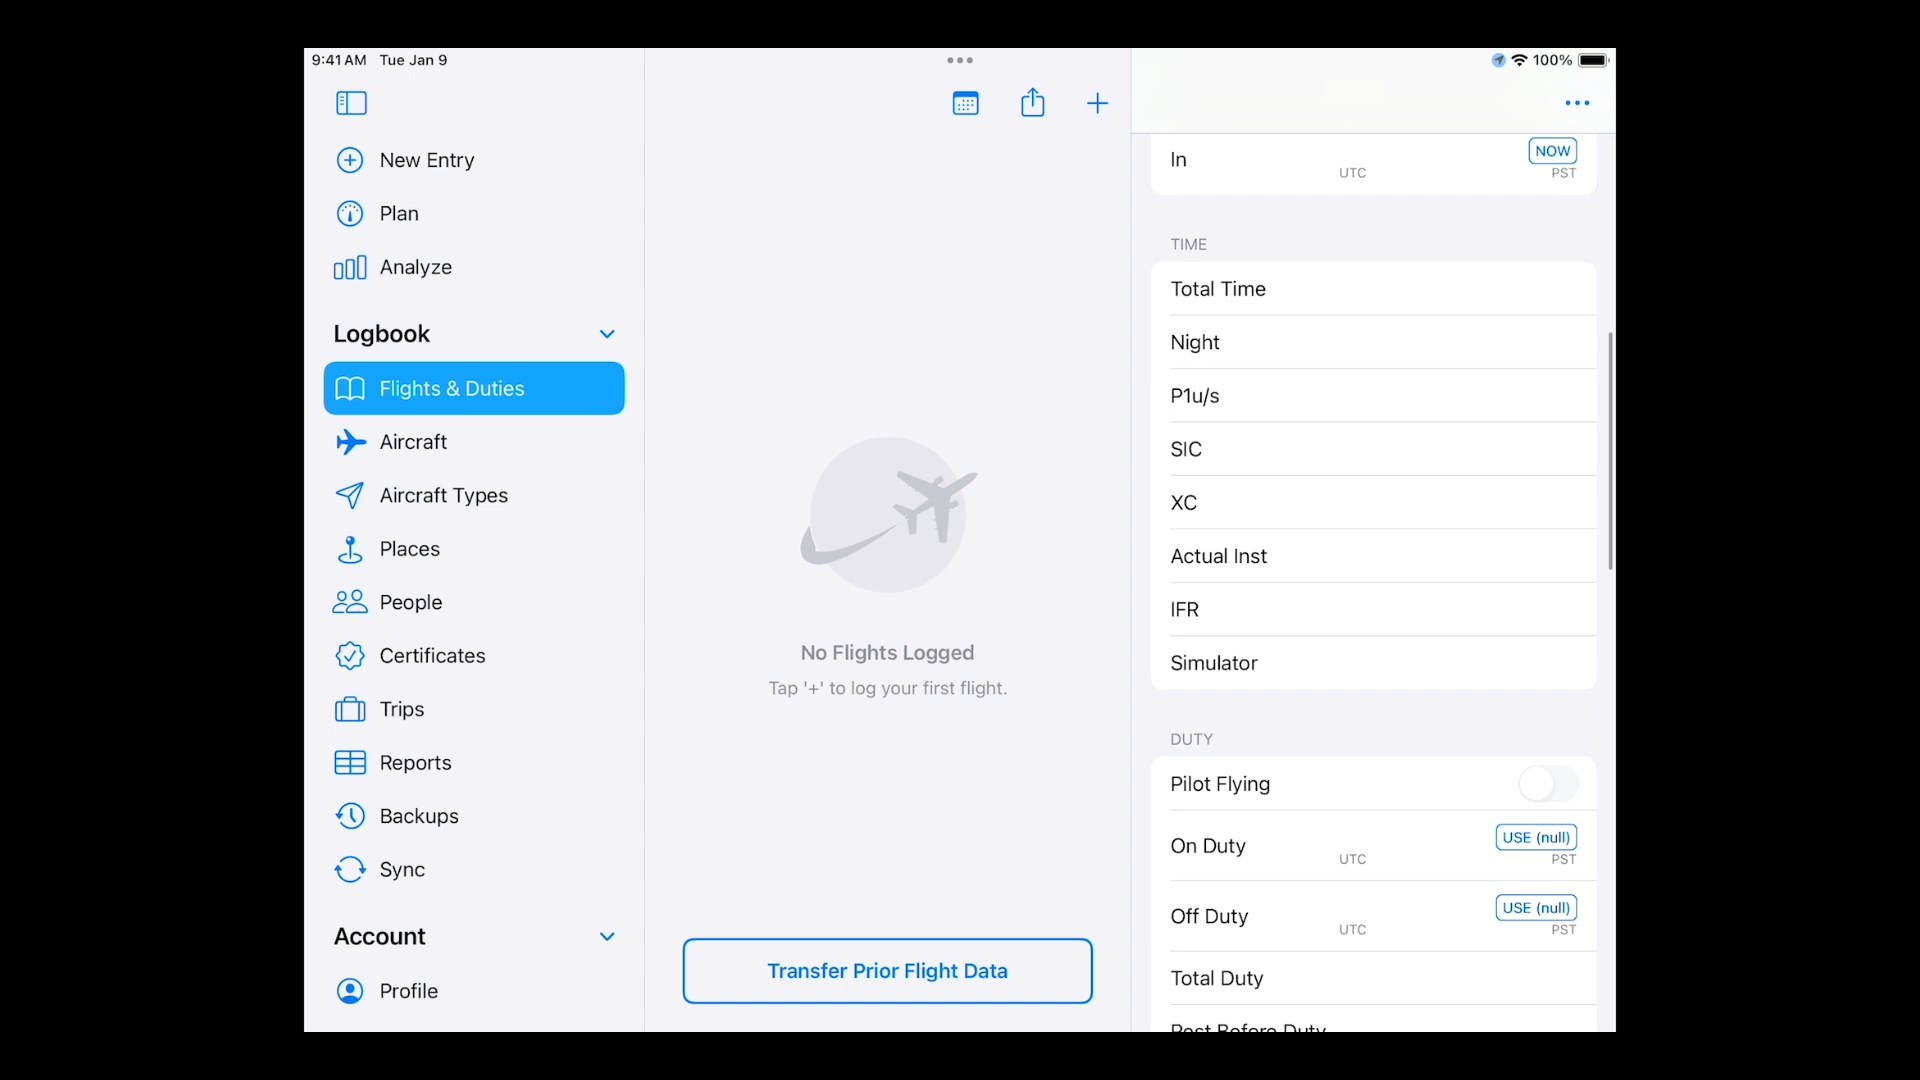 9:41 AM Tue Jan 9
100%
New Entry
Plan
Analyze
Logbook
Flights & Duties
Aircraft
Aircraft Types
Places
People
Certificates
Trips
Reports
Backups
Sync
Account
Profile
No Flights Logged
Tap '+' to log your first flight.
Transfer Prior Flight Data
In
NOW
UTC
PST
TIME
Total Time
Night
P1u/s
SIC
XC
Actual Inst
IFR
Simulator
DUTY
Pilot Flying
On Duty
USE (null)
UTC
PST
Off Duty
USE (null)
UTC
PST
Total Duty
Rest Before Duty